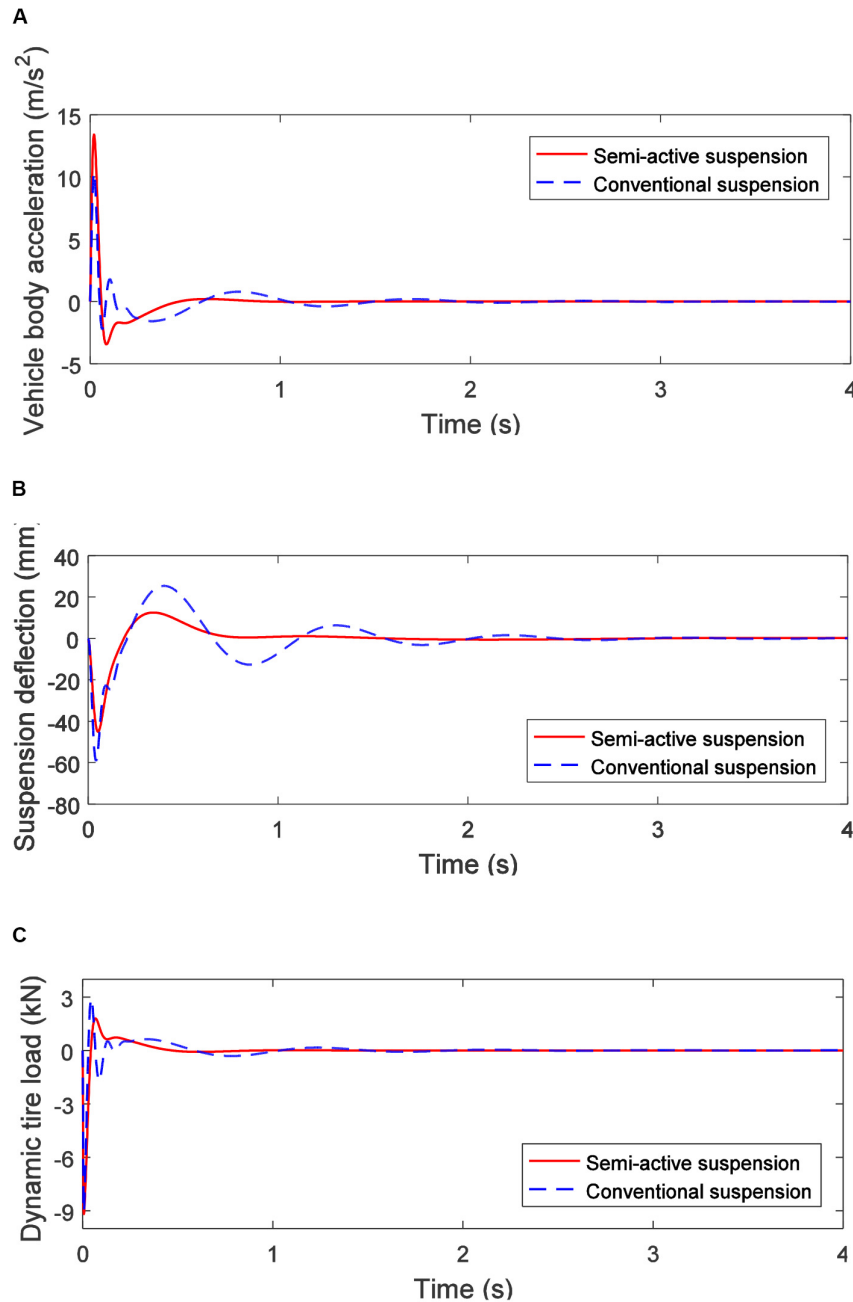 A
Vehicle body acceleration (m/s²)
15
10
5
0
-5
Semi-active suspension
Conventional suspension
0 1 2 3 4
Time (s)
B
Suspension deflection (mm)
40
20
0
-20
-40
-60
-80
Semi-active suspension
Conventional suspension
0 1 2 3 4
Time (s)
C
Dynamic tire load (kN)
3
0
-3
-6
-9
Semi-active suspension
Conventional suspension
0 1 2 3 4
Time (s)